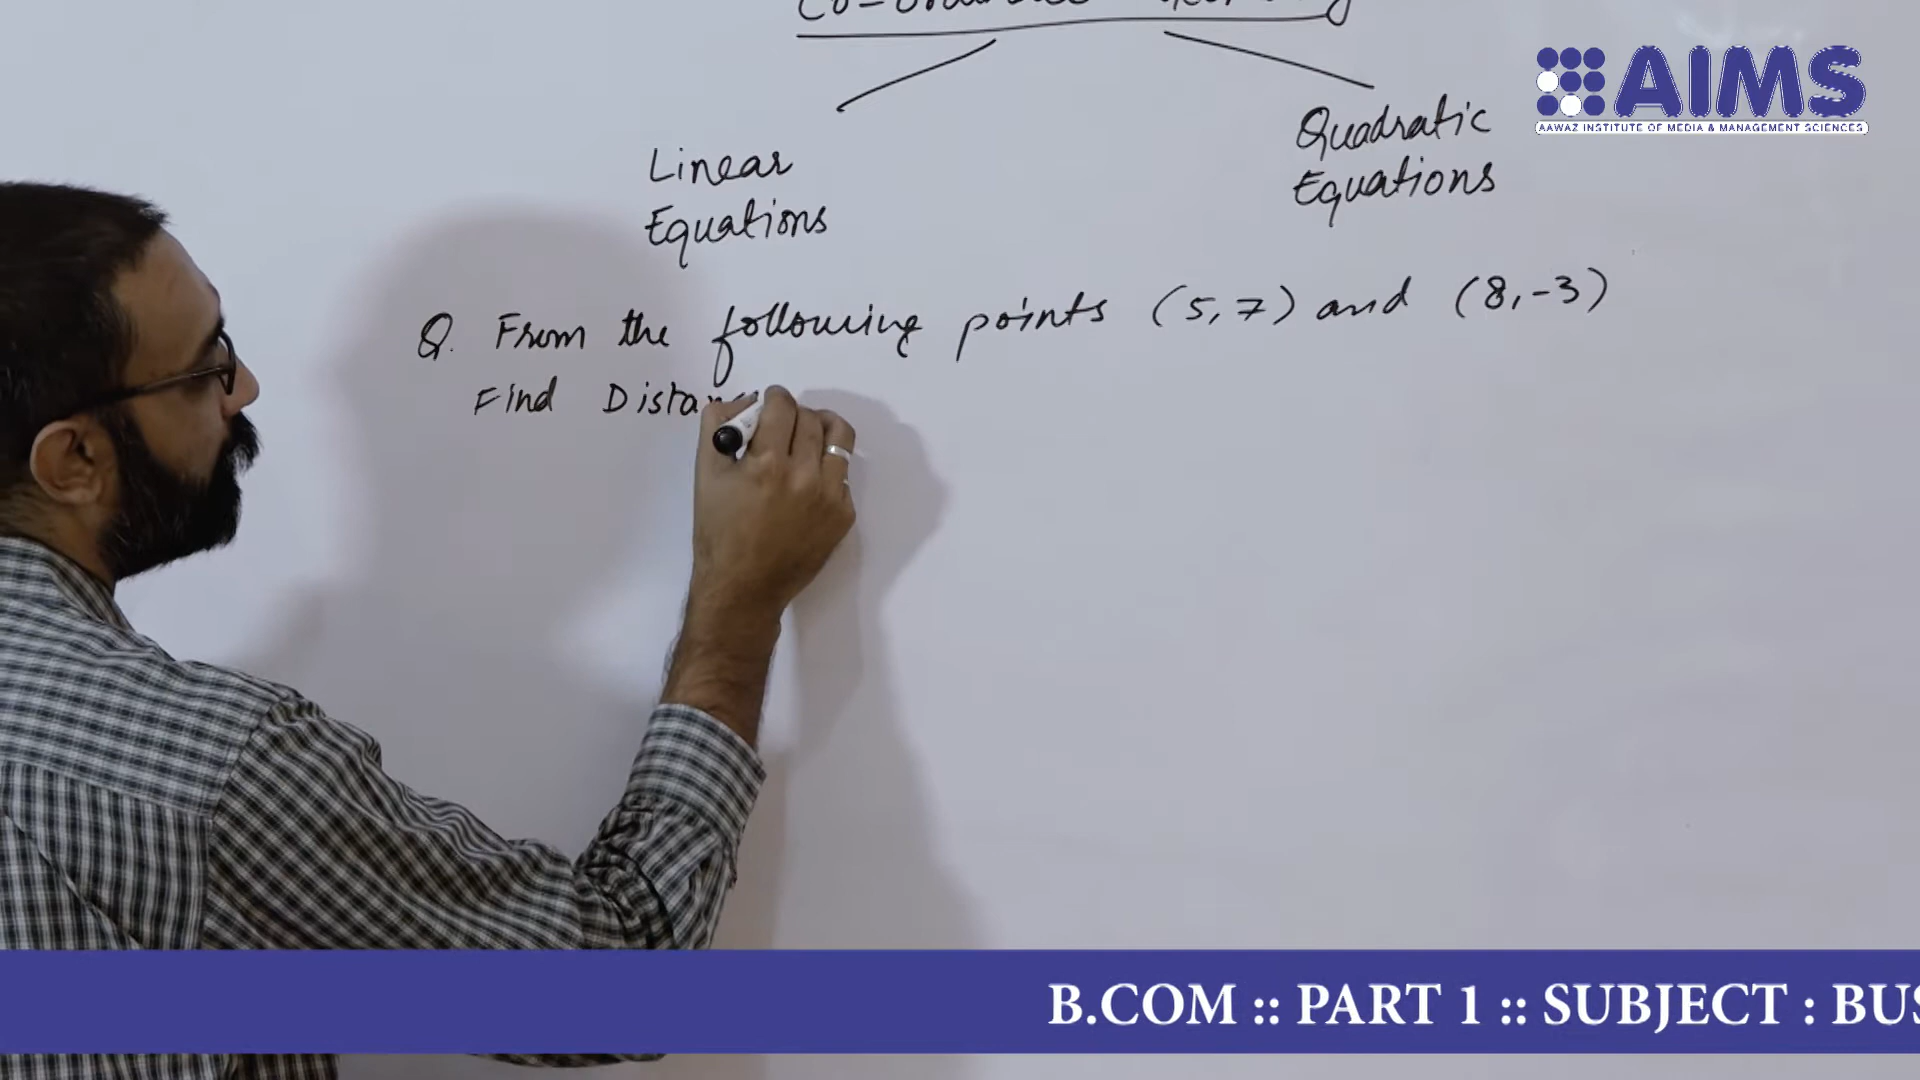 AIMS
AAWAZ INSTITUTE OF MEDIA & MANAGEMENT SCIENCES
Linear
Equations
Quadratic
Equations
Q. From the following points (5,7) and (8,-3)
Find
B.COM :: PART 1 :: SUBJECT : BUS